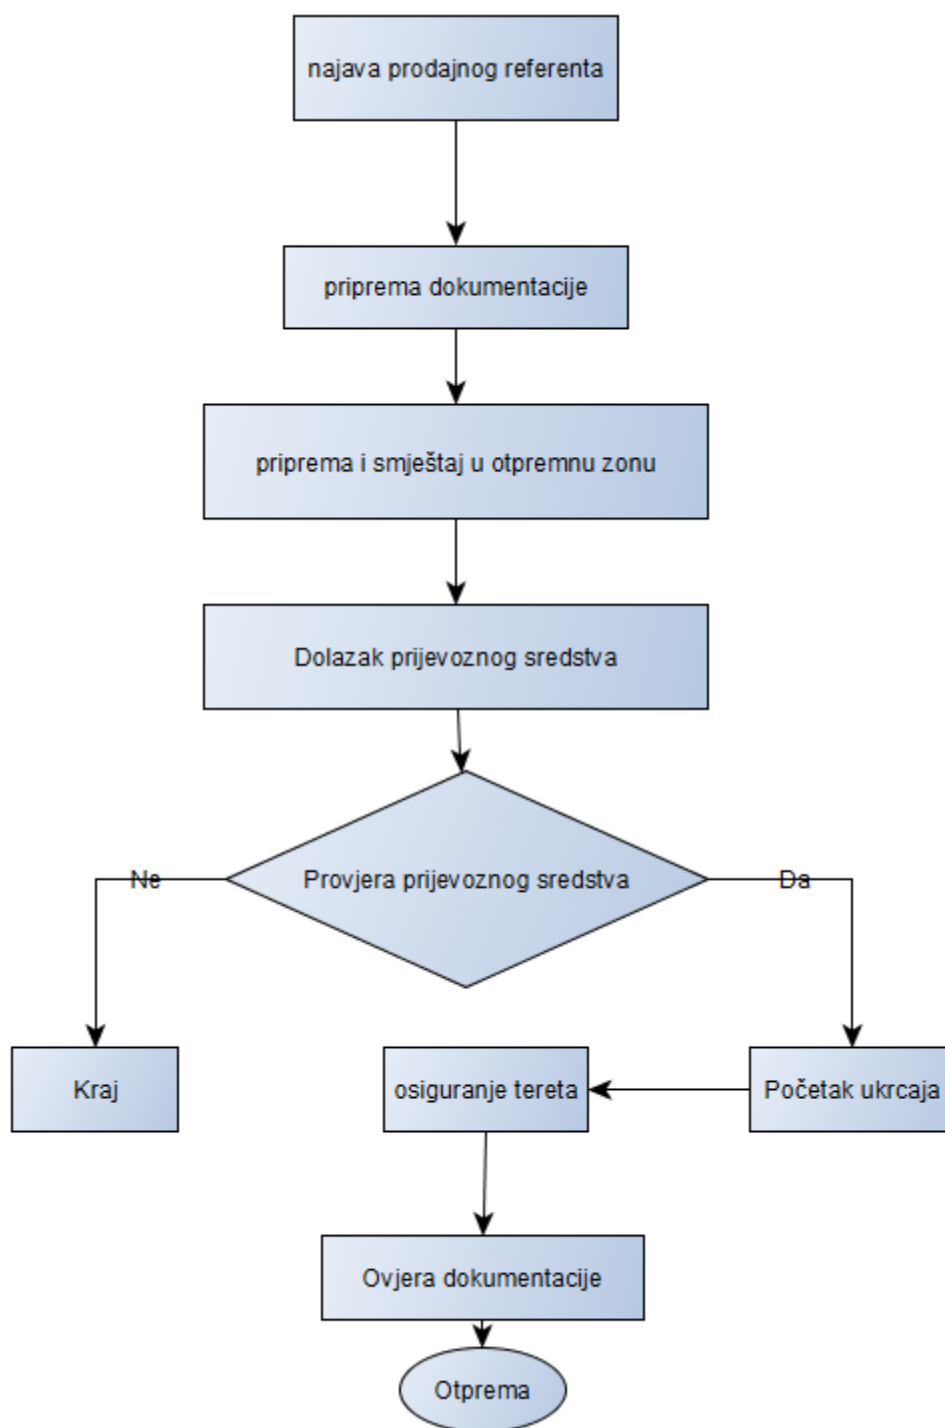 najava prodajnog referenta
priprema dokumentacije
priprema i smještaj u otpremnu zonu
Dolazak prijevoznog sredstva
Provjera prijevoznog sredstva
Ne
Da
Kraj
osiguranje tereta
Početak ukrcaja
Ovjera dokumentacije
Otprema